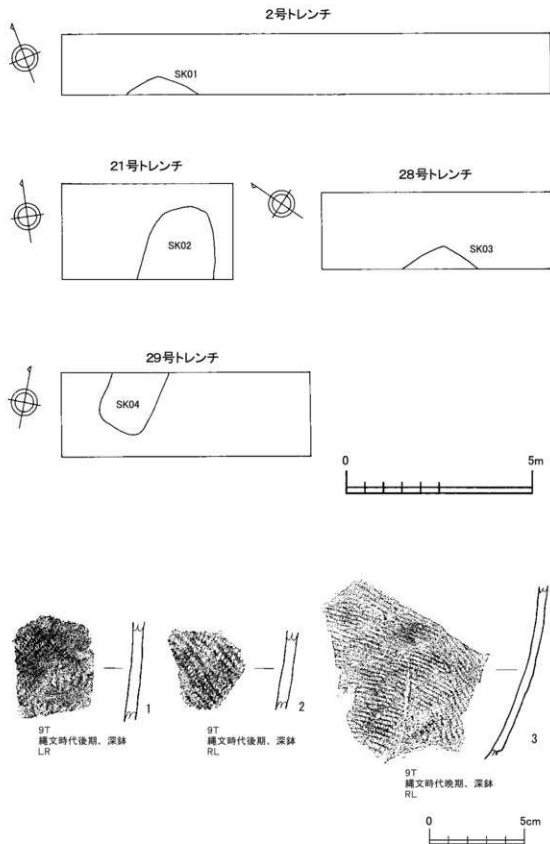 2号トレンチ
SK01
21号トレンチ
28号トレンチ
SK02
SK03
29号トレンチ
SK04
0 5m
1
2
3
9T
縄文時代後期、深鉢
LR
9T
縄文時代後期、深鉢
RL
9T
縄文時代晩期、深鉢
RL
0 5cm